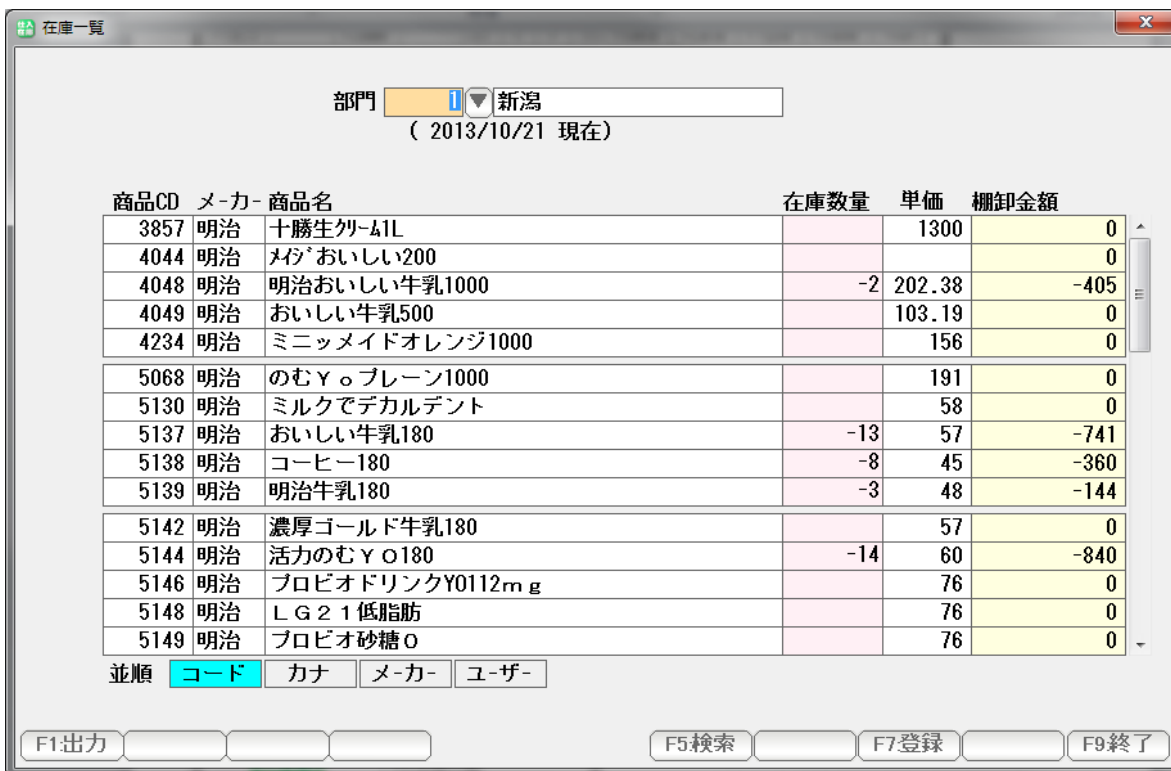 在庫一覧
部門 1 新潟
( 2013/10/21 現在)
商品CD メ-カ- 商品名 在庫数量 単価 棚卸金額
3857 明治 十勝生ｸﾘｰﾑ1L 1300 0
4044 明治 ﾒｲｼﾞおいしい200 0
4048 明治 明治おいしい牛乳1000 -2 202.38 -405
4049 明治 おいしい牛乳500 103.19 0
4234 明治 ミニッメイドオレンジ1000 156 0
5068 明治 のむＹｏプレーン1000 191 0
5130 明治 ミルクでデカルデント 58 0
5137 明治 おいしい牛乳180 -13 57 -741
5138 明治 コーヒー180 -8 45 -360
5139 明治 明治牛乳180 -3 48 -144
5142 明治 濃厚ゴールド牛乳180 57 0
5144 明治 活力のむＹＯ180 -14 60 -840
5146 明治 プロビオドリンクYO112ｍｇ 76 0
5148 明治 ＬＧ２１低脂肪 76 0
5149 明治 プロビオ砂糖０ 76 0
並順 コード カナ メ-カ- ユ-ザ-
F1:出力 F5:検索 F7:登録 F9:終了